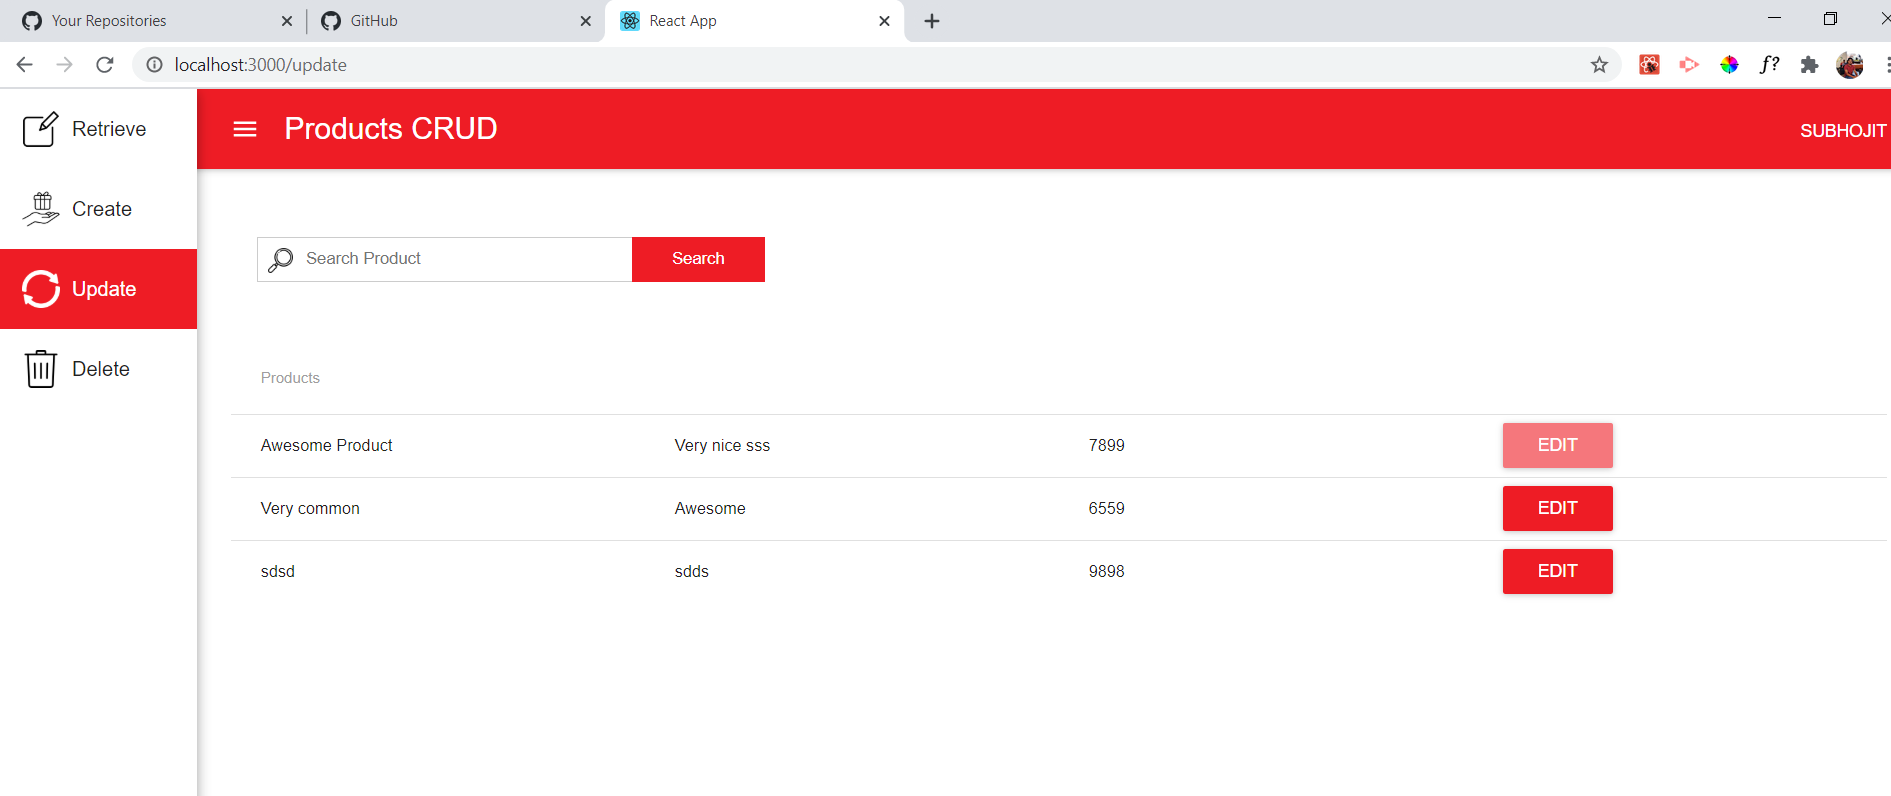 Your Repositories
GitHub
React App
localhost:3000/update
f?
Retrieve
Products CRUD
SUBHOJIT
Create
Search Product
Search
Update
Delete
Products
Awesome Product Very nice sss 7899 EDIT
Very common Awesome 6559 EDIT
sdsd sdds 9898 EDIT